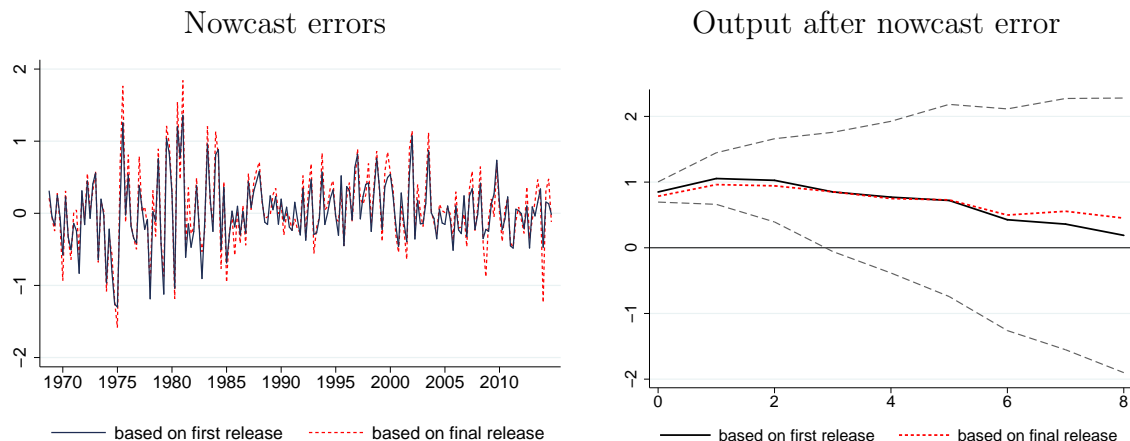 Nowcast errors
2
1
0
−1
−2
1970 1975 1980 1985 1990 1995 2000 2005 2010
based on first release based on final release
Output after nowcast error
2
1
0
−1
−2
0 2 4 6 8
based on first release based on final release